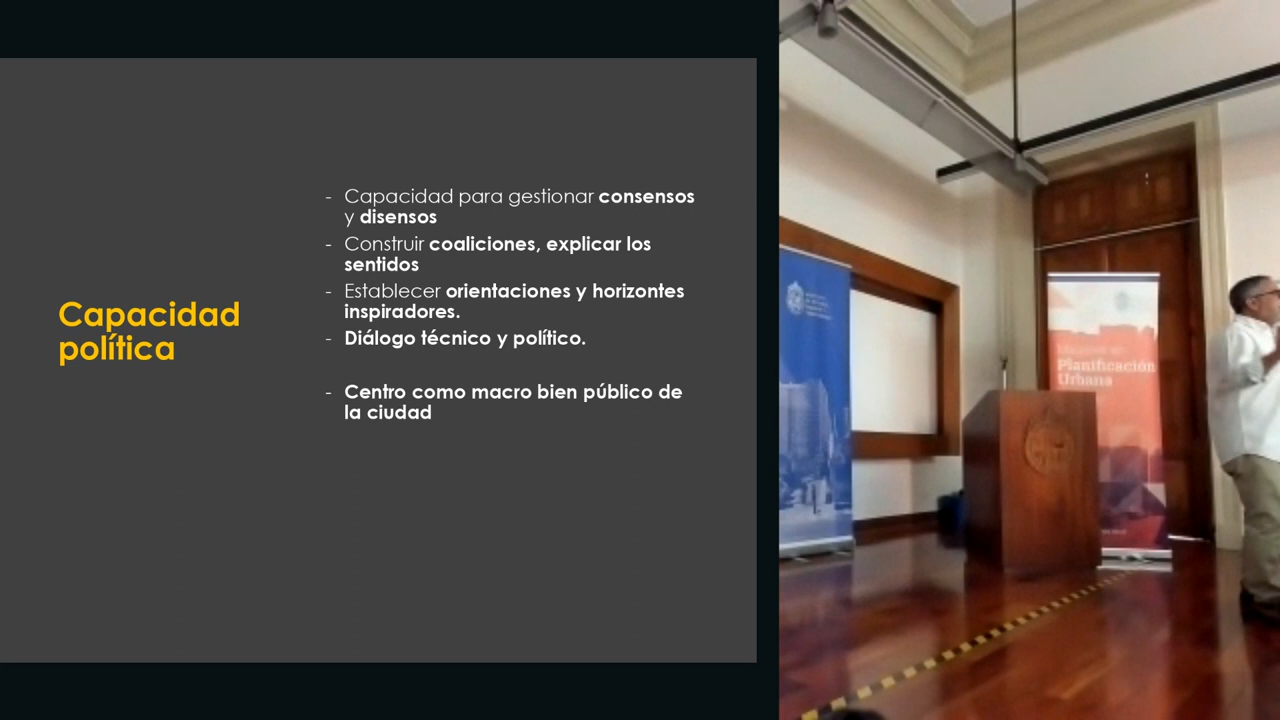 Capacidad
política
- Capacidad para gestionar consensos
y disensos
- Construir coaliciones, explicar los
sentidos
- Establecer orientaciones y horizontes
inspiradores.
- Diálogo técnico y político.
- Centro como macro bien público de
la ciudad
Planificación
Urbana